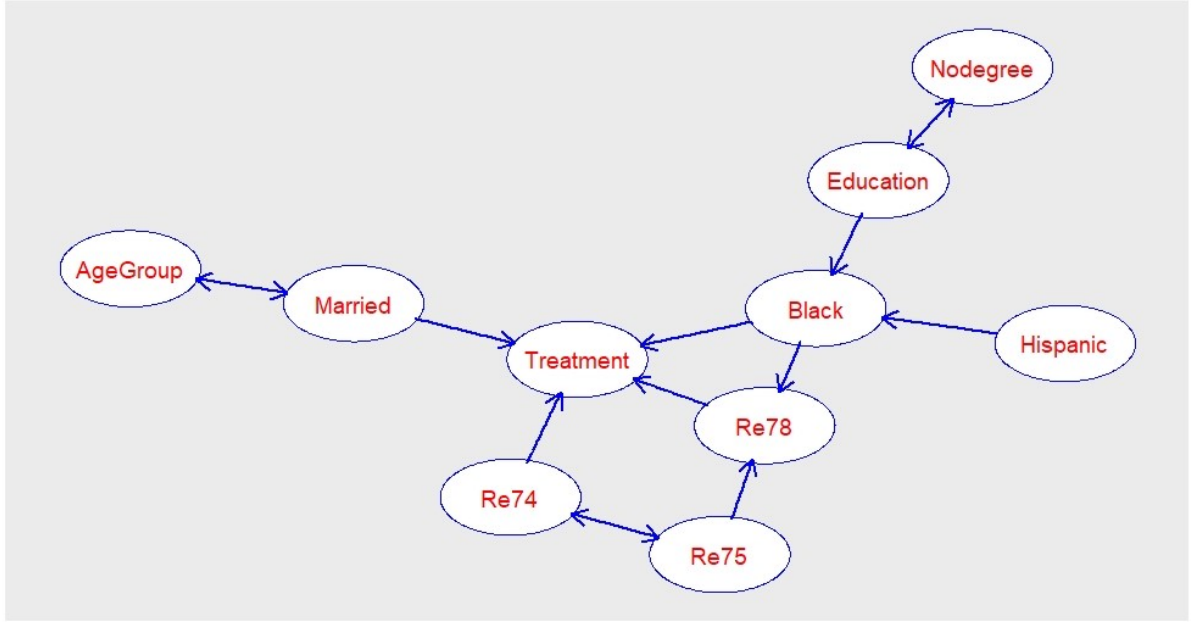 Nodegree
Education
AgeGroup
Married
Black
Hispanic
Treatment
Re78
Re74
Re75